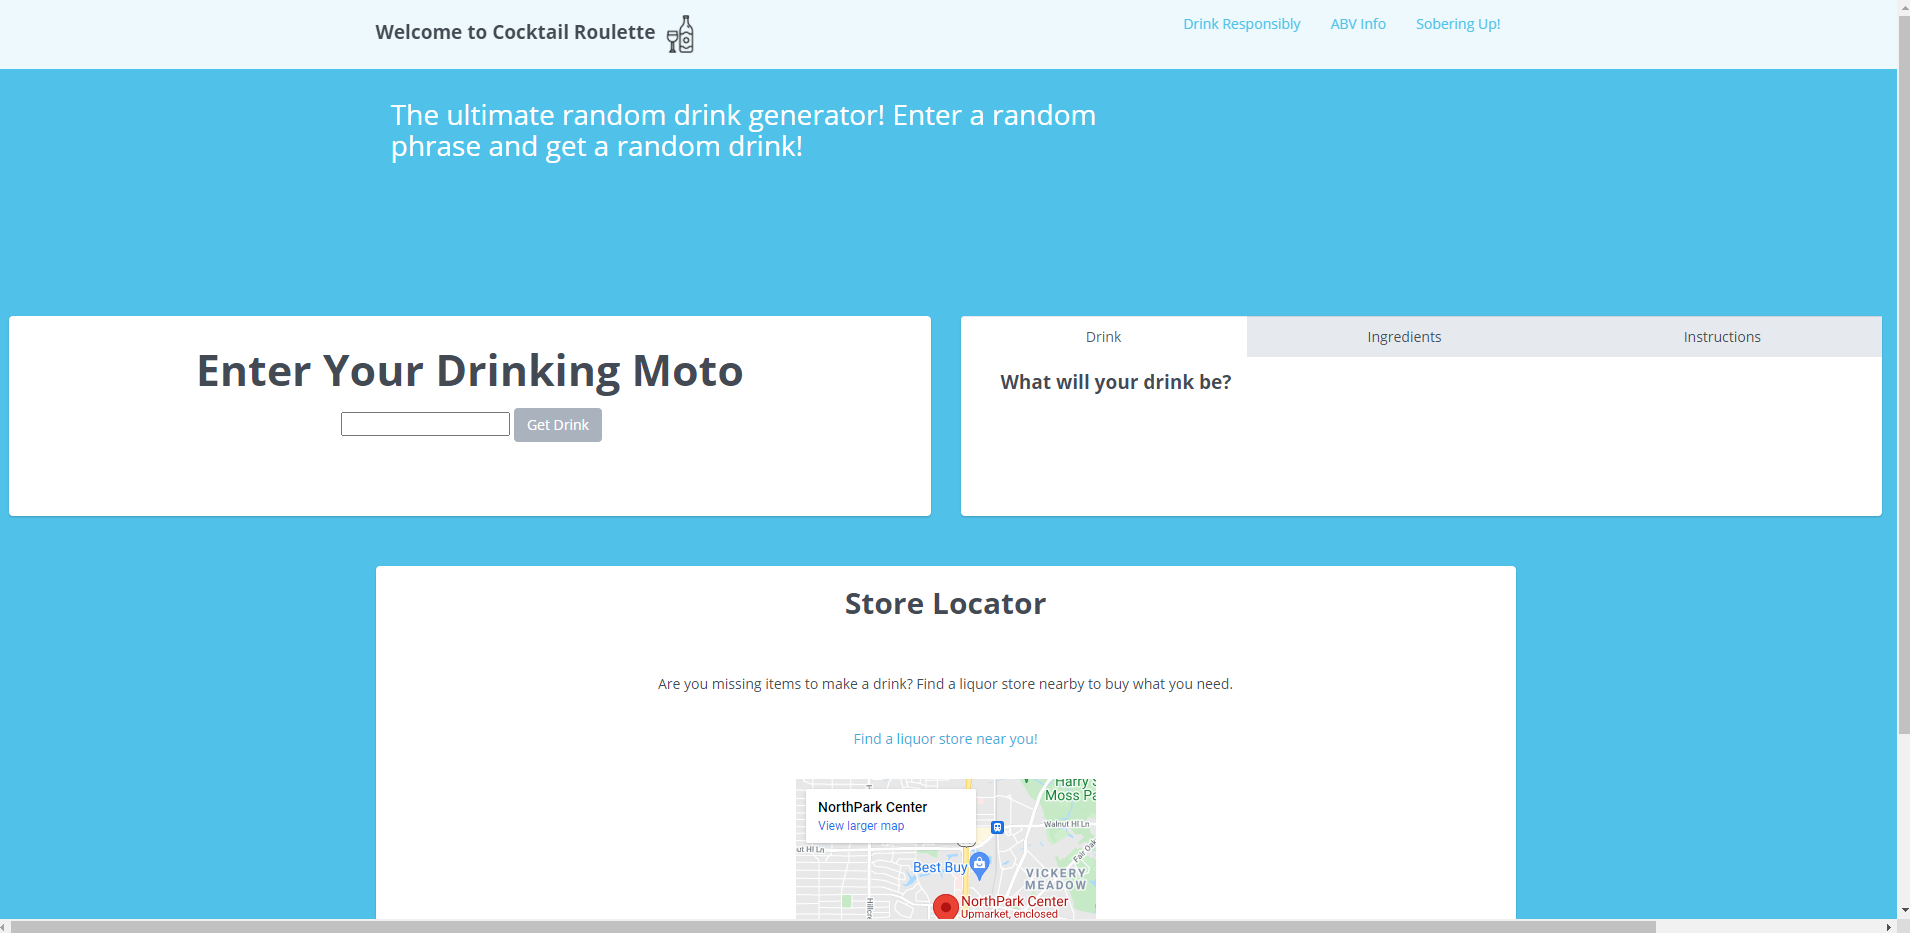 Welcome to Cocktail Roulette
Drink Responsibly
ABV Info
Sobering Up!
The ultimate random drink generator! Enter a random
phrase and get a random drink!
Enter Your Drinking Moto
Get Drink
Drink
Ingredients
Instructions
What will your drink be?
Store Locator
Are you missing items to make a drink? Find a liquor store nearby to buy what you need.
Find a liquor store near you!
NorthPark Center
View larger map
Harry
Moss
Walnut Hl Ln
ut Hl Ln
Fair Oak
Best Buy
VICKERY
MEADOW
NorthPark Center
Upmarket, enclosed
Hillcre